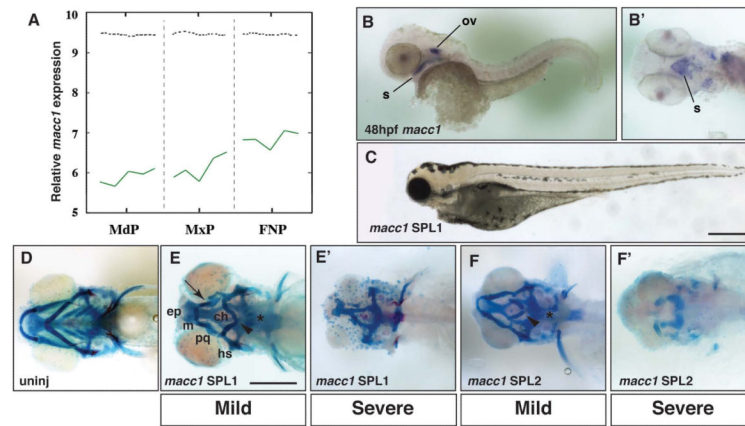 A
Relative macc1 expression
10
9
8
7
6
5
MdP MxP FNP
B
ov
s
48hpf macc1
B'
s
C
macc1 SPL1
D
uninj
E
ep
m
ch
*
pq
hs
macc1 SPL1
E'
macc1 SPL1
F
*
macc1 SPL2
F'
macc1 SPL2
Mild
Severe
Mild
Severe